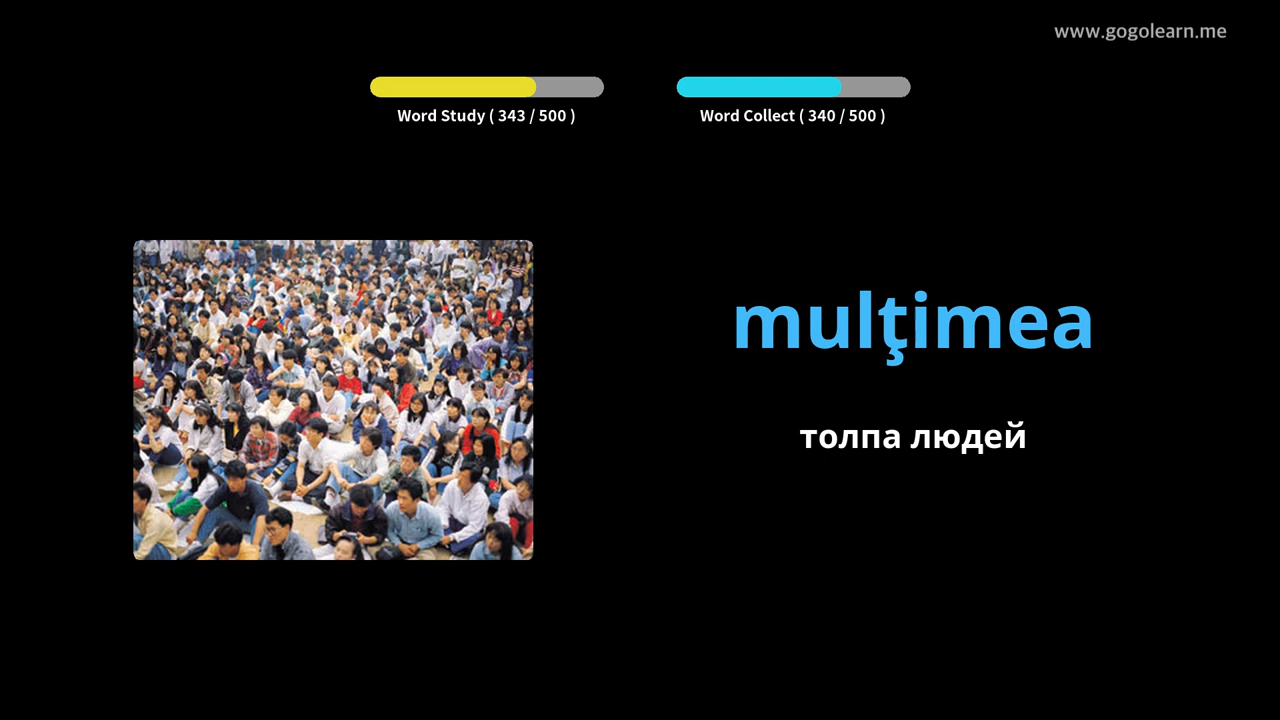 www.gogolearn.me
Word Study ( 343 / 500 )
Word Collect ( 340 / 500 )
mulţimea
толпа людей